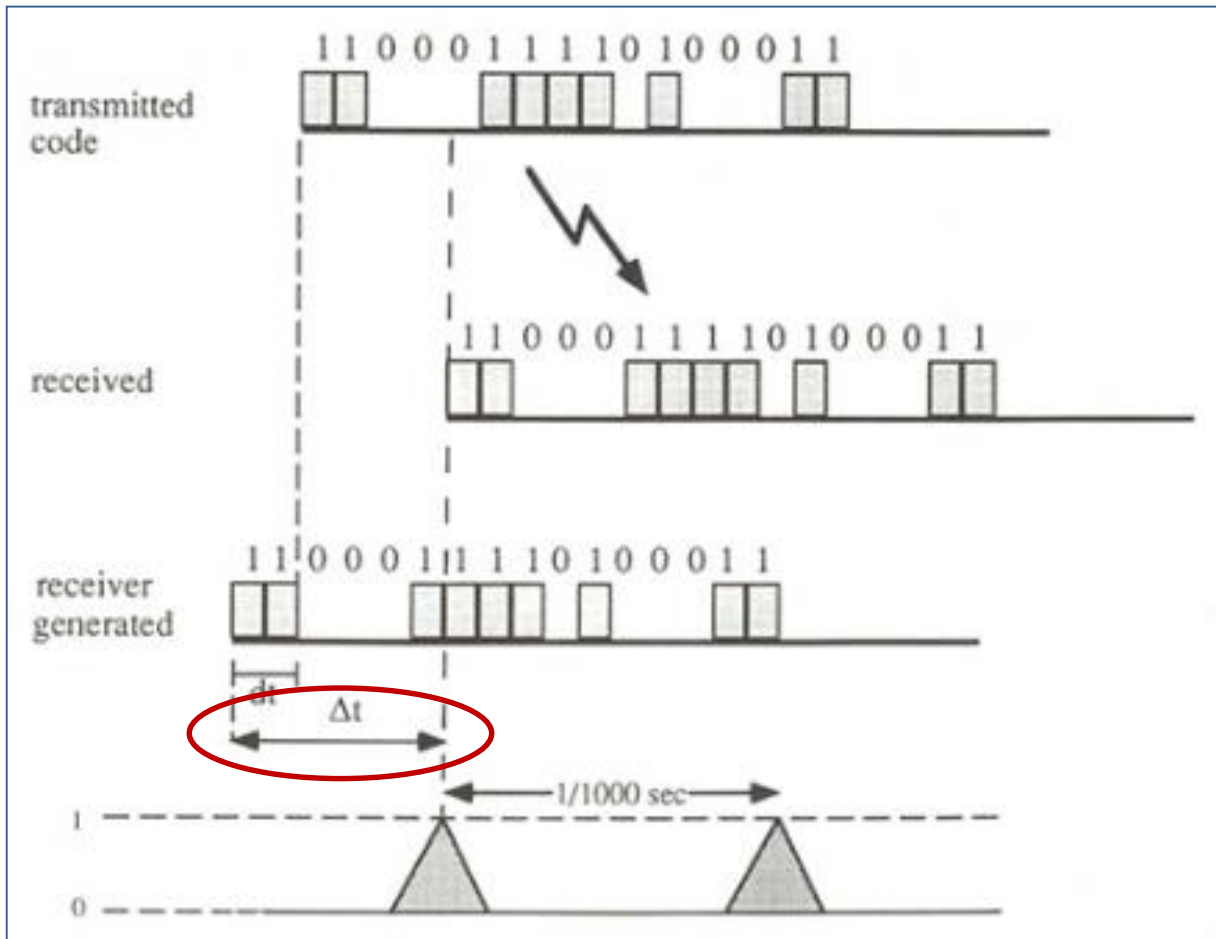 1 1 0 0 0 1 1 1 1 0 1 0 0 0 1 1
transmitted
code
1 1 0 0 0 1 1 1 1 0 1 0 0 0 1 1
received
1 1 0 0 0 1 1 1 1 0 1 0 0 0 1 1
receiver
generated
dt
Δt
1/1000 sec
1
0